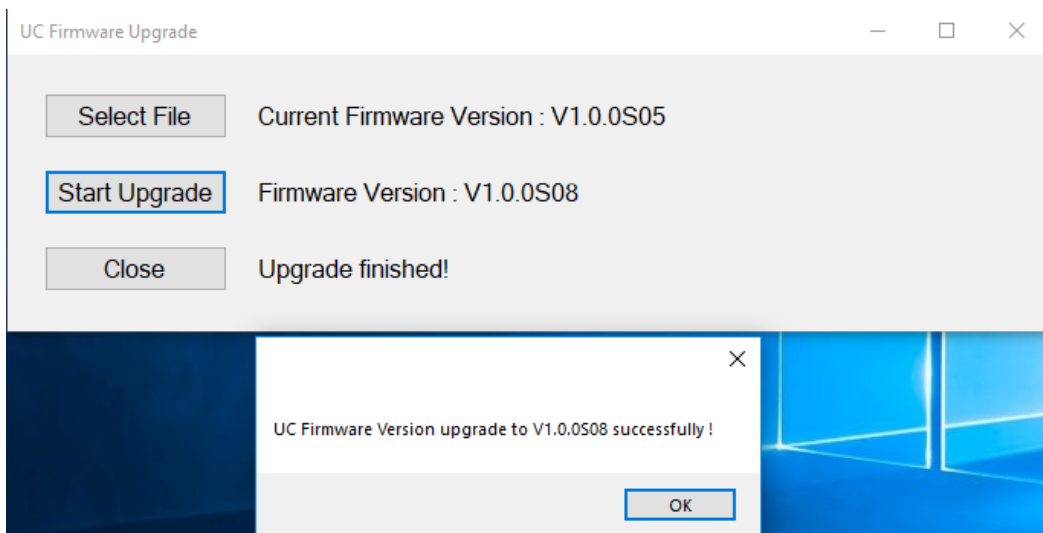 UC Firmware Upgrade
Select File Current Firmware Version : V1.0.0S05
Start Upgrade Firmware Version : V1.0.0S08
Close Upgrade finished!
UC Firmware Version upgrade to V1.0.0S08 successfully !
OK